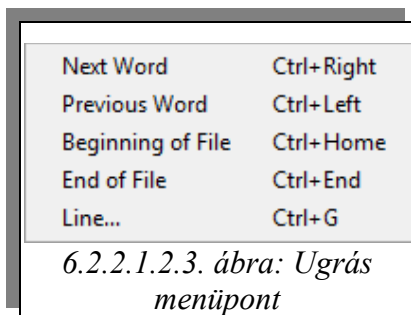 Next Word Ctrl+Right
Previous Word Ctrl+Left
Beginning of File Ctrl+Home
End of File Ctrl+End
Line... Ctrl+G
6.2.2.1.2.3. ábra: Ugrás
menüpont